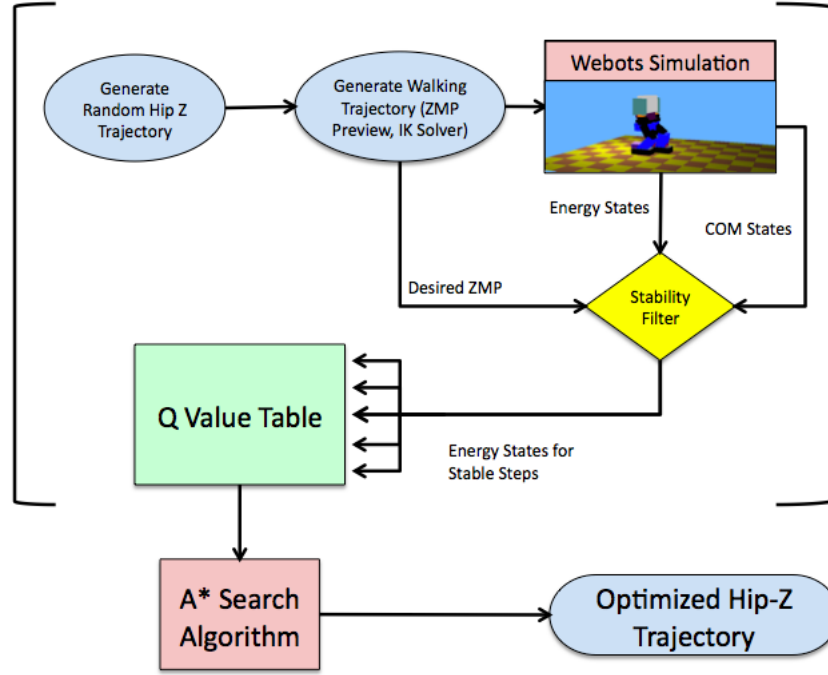 Generate
Random Hip Z
Trajectory
Generate Walking
Trajectory (ZMP
Preview, IK Solver)
Webots Simulation
Energy States
COM States
Desired ZMP
Stability
Filter
Q Value Table
Energy States for
Stable Steps
A* Search
Algorithm
Optimized Hip-Z
Trajectory